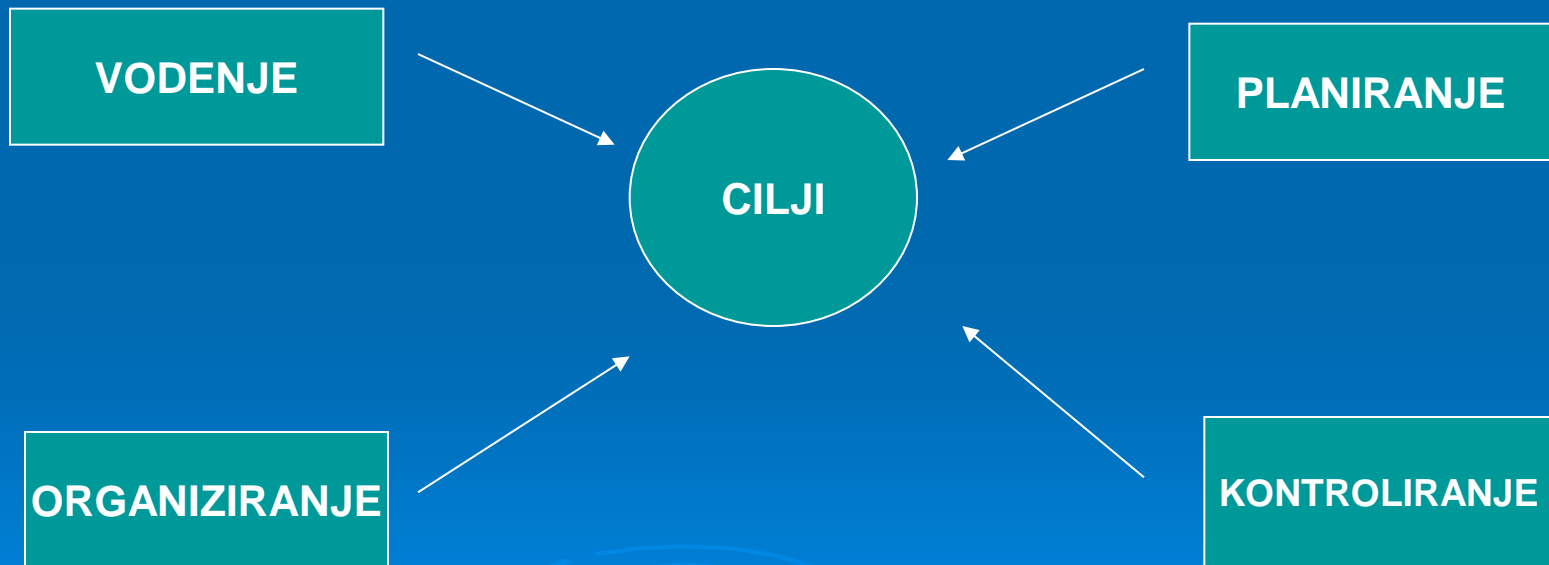 VODENJE
PLANIRANJE
CILJI
ORGANIZIRANJE
KONTROLIRANJE